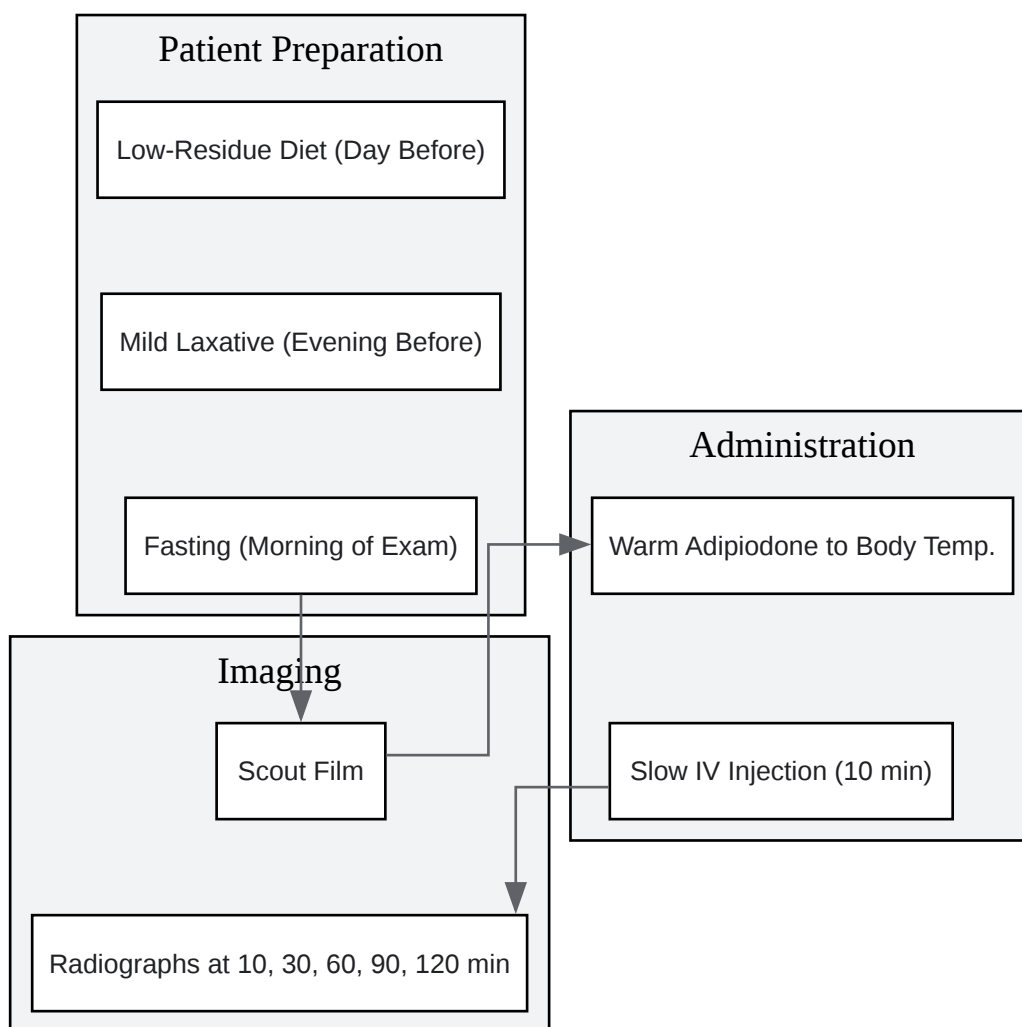 Patient Preparation
Low-Residue Diet (Day Before)
Mild Laxative (Evening Before)
Fasting (Morning of Exam)
Administration
Warm Adipiodone to Body Temp.
Slow IV Injection (10 min)
Imaging
Scout Film
Radiographs at 10, 30, 60, 90, 120 min